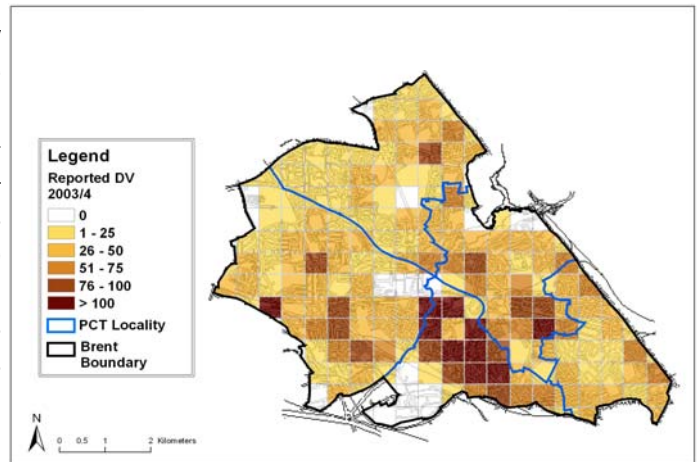 Legend
Reported DV
2003/4
0
1 - 25
26 - 50
51 - 75
76 - 100
> 100
PCT Locality
Brent
Boundary
N
0 0.5 1 2 Kilometers